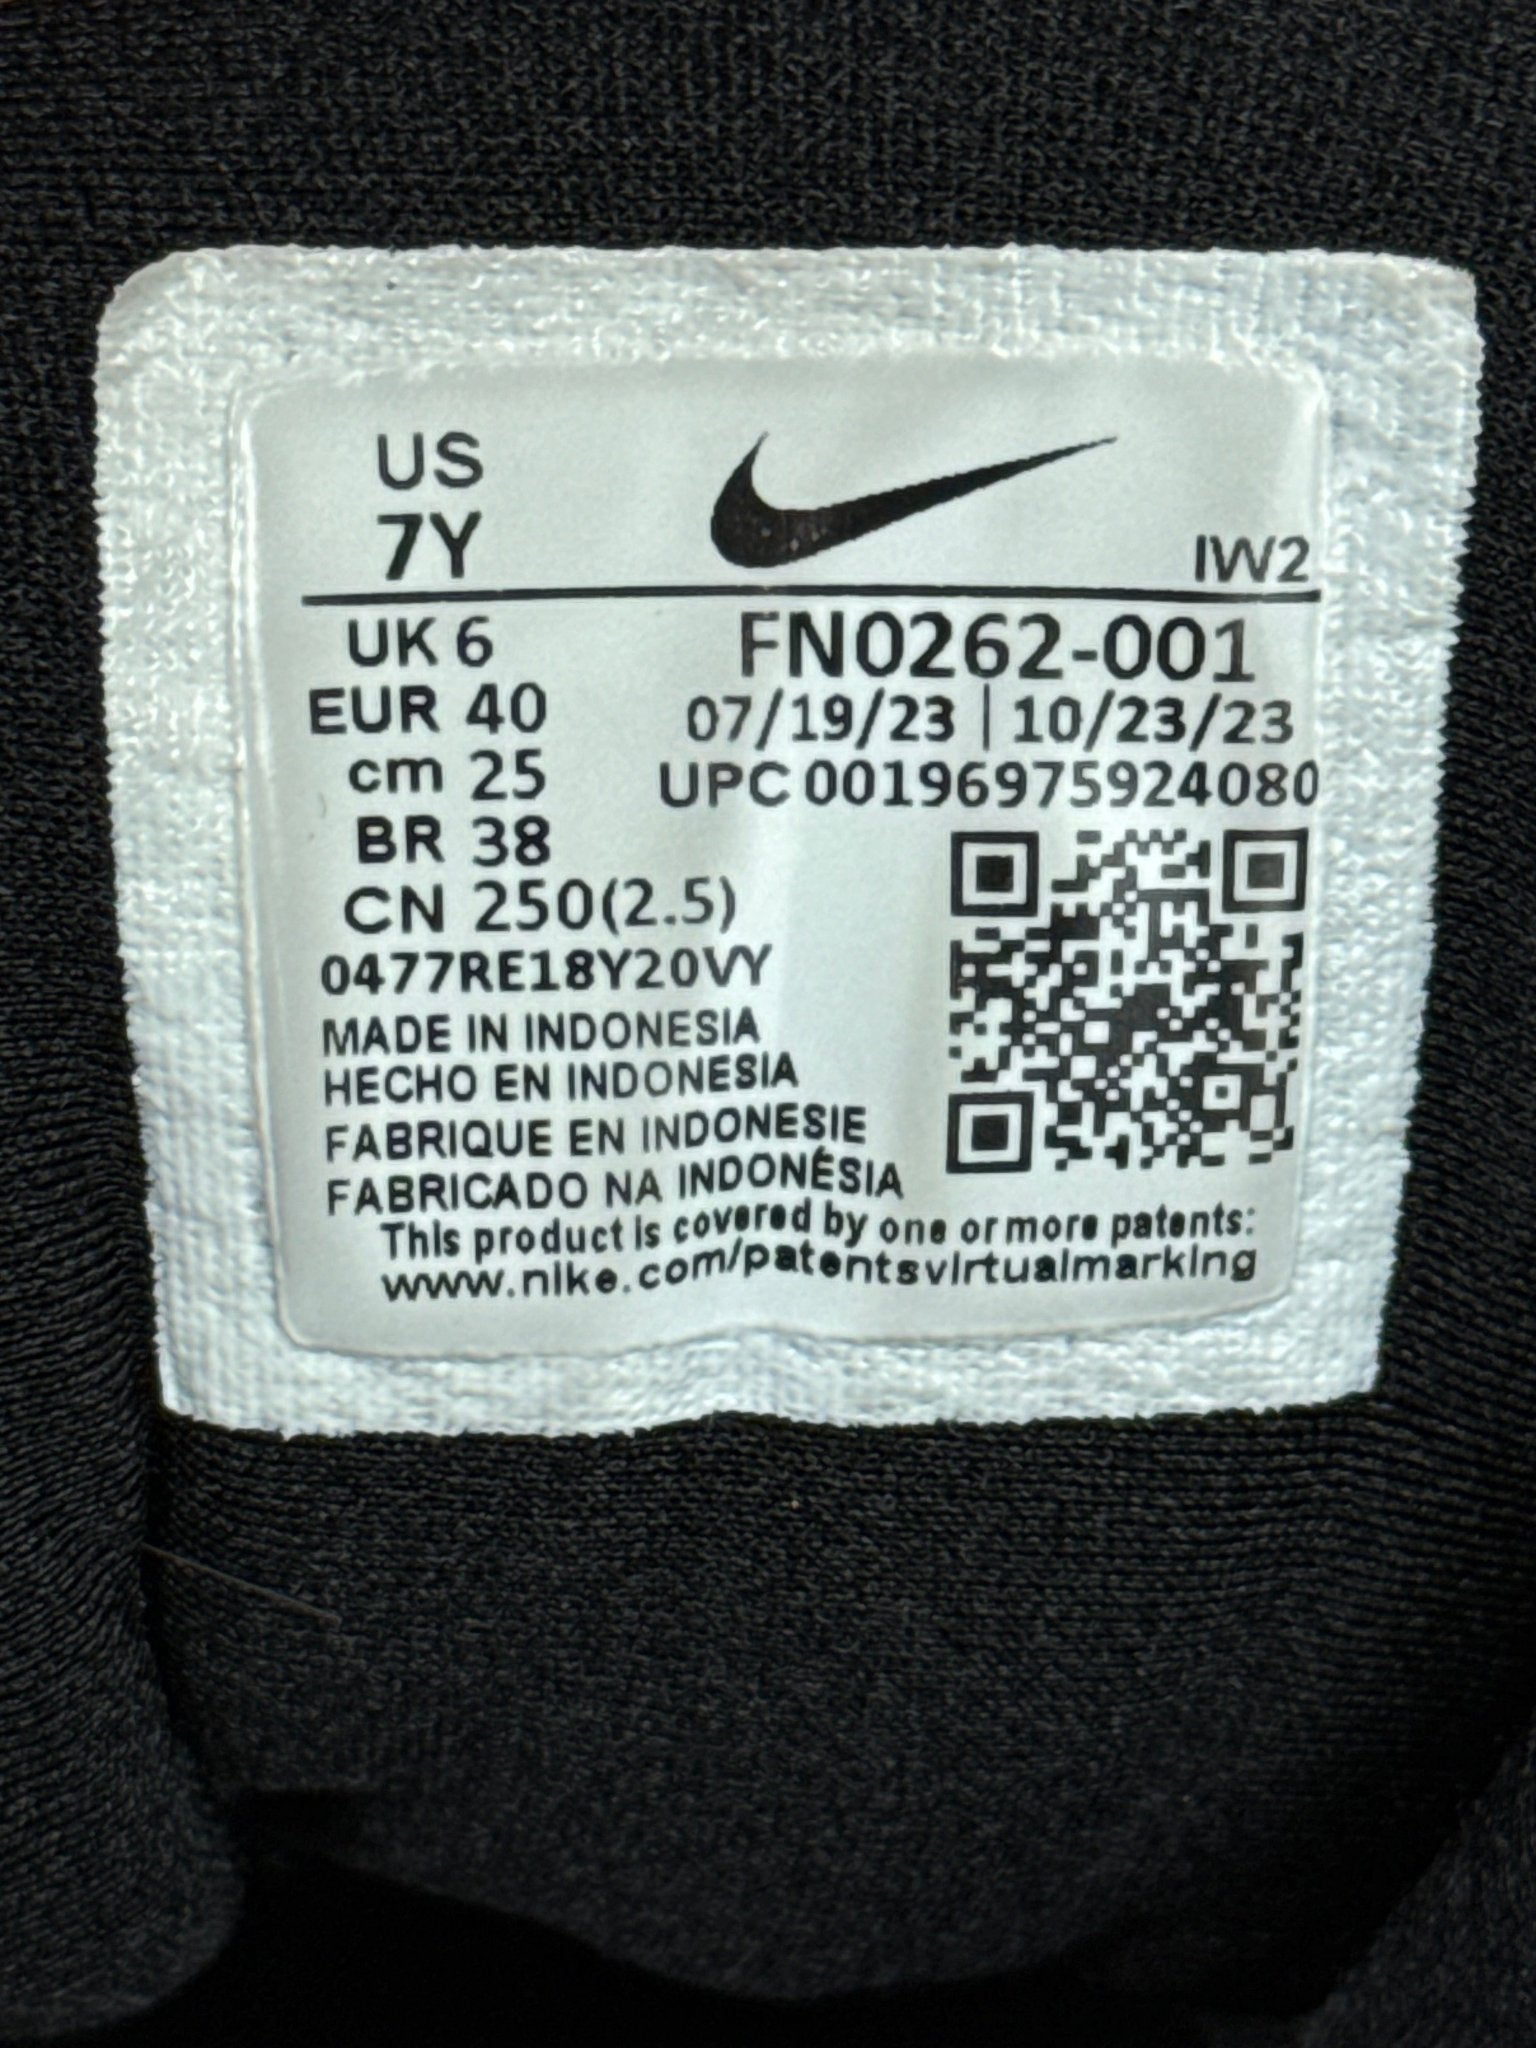 US
7Y
IW2
UK 6
FN0262-001
EUR 40
07/19/23 | 10/23/23
cm 25
UPC 00196975924080
BR 38
CN 250(2.5)
0477RE18Y20VY
MADE IN INDONESIA
HECHO EN INDONESIA
FABRIQUE EN INDONESIE
FABRICADO NA INDONÉSIA
This product is covered by one or more patents:
www.nike.com/patentsvirtualmarking